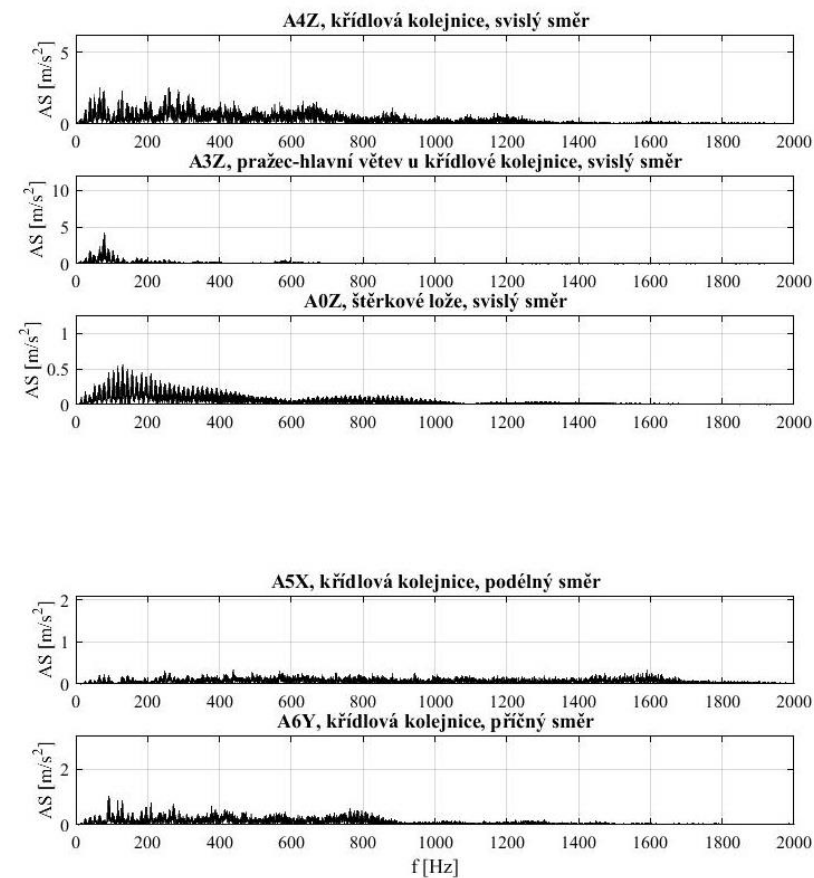 A4Z, křídlová kolejnice, svislý směr
AS [m/s²]
5
0
0 200 400 600 800 1000 1200 1400 1600 1800 2000
A3Z, pražec-hlavní větev u křídlové kolejnice, svislý směr
AS [m/s²]
10
5
0
0 200 400 600 800 1000 1200 1400 1600 1800 2000
A0Z, štěrkové lože, svislý směr
AS [m/s²]
1
0.5
0
0 200 400 600 800 1000 1200 1400 1600 1800 2000
A5X, křídlová kolejnice, podélný směr
AS [m/s²]
2
1
0
0 200 400 600 800 1000 1200 1400 1600 1800 2000
A6Y, křídlová kolejnice, příčný směr
AS [m/s²]
2
0
0 200 400 600 800 1000 1200 1400 1600 1800 2000
f [Hz]